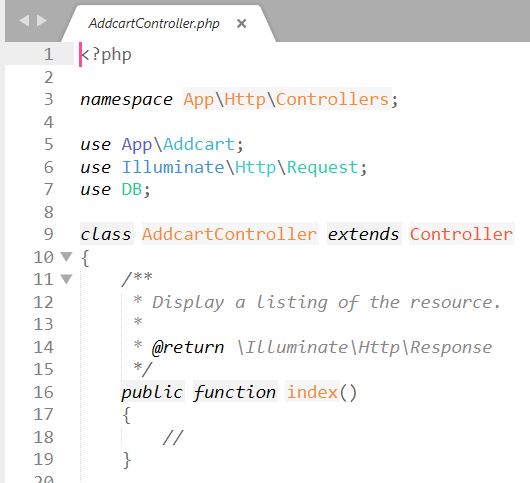 AddcartController.php ×
1 <?php
2
3 namespace App\Http\Controllers;
4
5 use App\Addcart;
6 use Illuminate\Http\Request;
7 use DB;
8
9 class AddcartController extends Controller
10 {
11 /**
12 * Display a listing of the resource.
13 *
14 * @return \Illuminate\Http\Response
15 */
16 public function index()
17 {
18 //
19 }
20